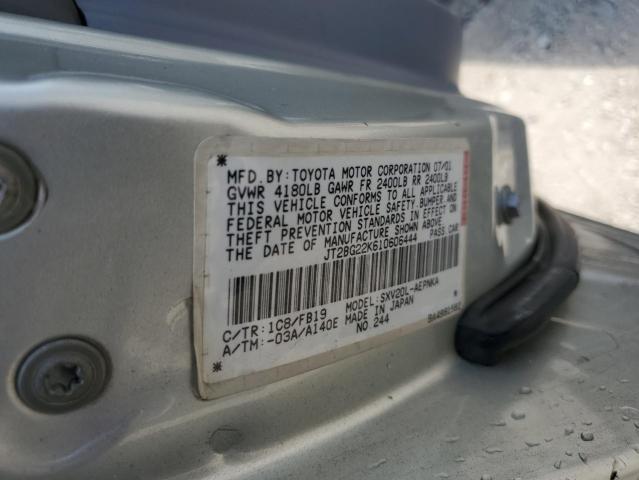 MFD. BY: TOYOTA MOTOR CORPORATION 07/01
GVWR 4180LB GAWR FR 2400LB RR 2400LB
THIS VEHICLE CONFORMS TO ALL APPLICABLE
FEDERAL MOTOR VEHICLE SAFETY, BUMPER AND
THEFT PREVENTION STANDARDS IN EFFECT ON
THE DATE OF MANUFACTURE SHOWN ABOVE.
JT2BG22K610606444 PASS CAR
C/TR: 1C8/FB19 MODEL: SXV20L-AEPNKA
A/TM: -03A/A140E MADE IN JAPAN
NO 244